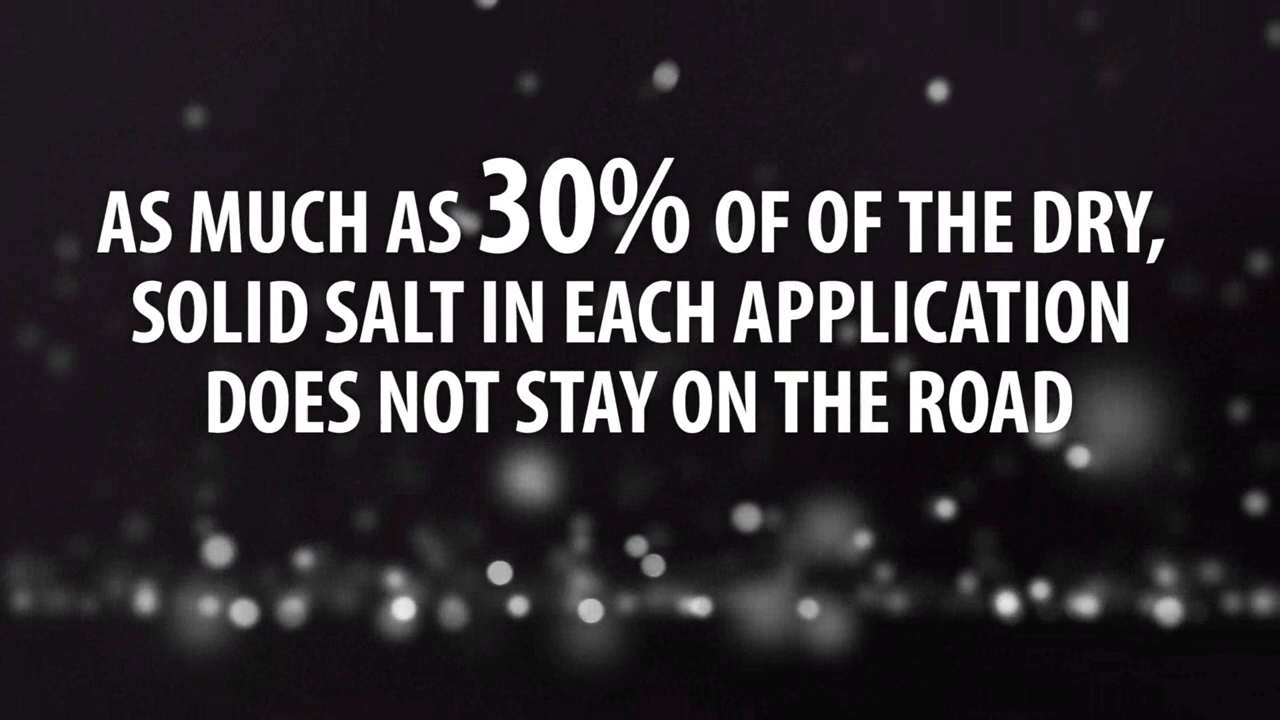 AS MUCH AS 30% OF OF THE DRY,
SOLID SALT IN EACH APPLICATION
DOES NOT STAY ON THE ROAD